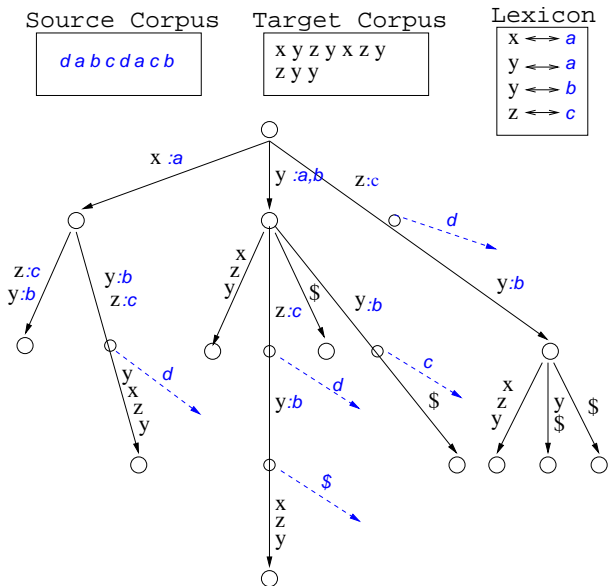 Source Corpus Target Corpus Lexicon
d a b c d a c b
x y z y x z y
z y y
x ↔ a
y ↔ a
y ↔ b
z ↔ c
x :a
y :a,b
z:c
d
z:c
y:b
y:b
z:c
x
z
y
z:c
$
y:b
y:b
y
x
z
y
d
y:b
d
c
$
x
z
y
y
$
$
$
x
z
y